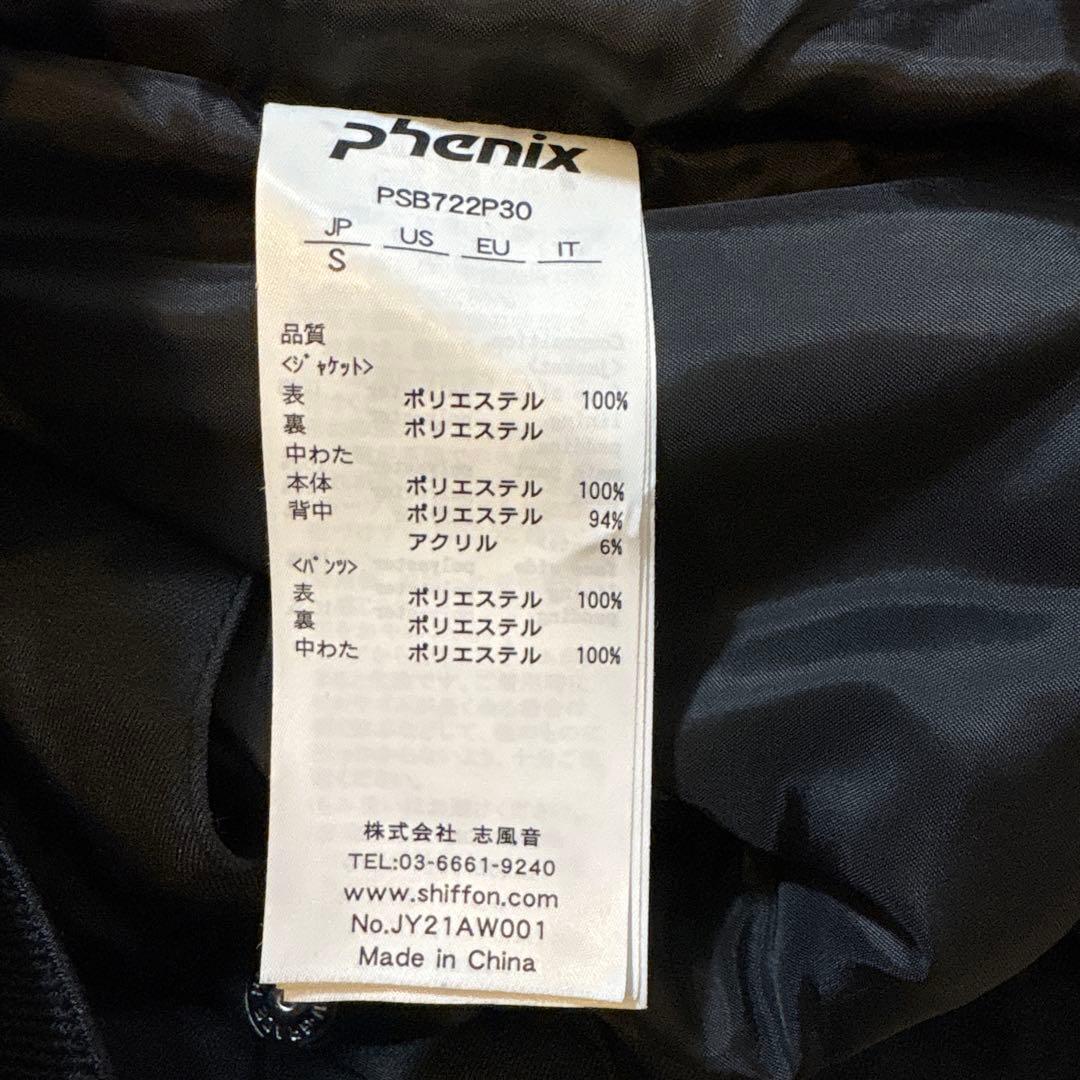 Phenix
PSB722P30
JP US EU IT
S
品質
<ｼﾞｬｹｯﾄ>
表 ポリエステル 100%
裏 ポリエステル
中わた
本体 ポリエステル 100%
背中 ポリエステル 94%
アクリル 6%
<ﾊﾟﾝﾂ>
表 ポリエステル 100%
裏 ポリエステル
中わた ポリエステル 100%
株式会社 志風音
TEL:03-6661-9240
www.shiffon.com
No.JY21AW001
Made in China